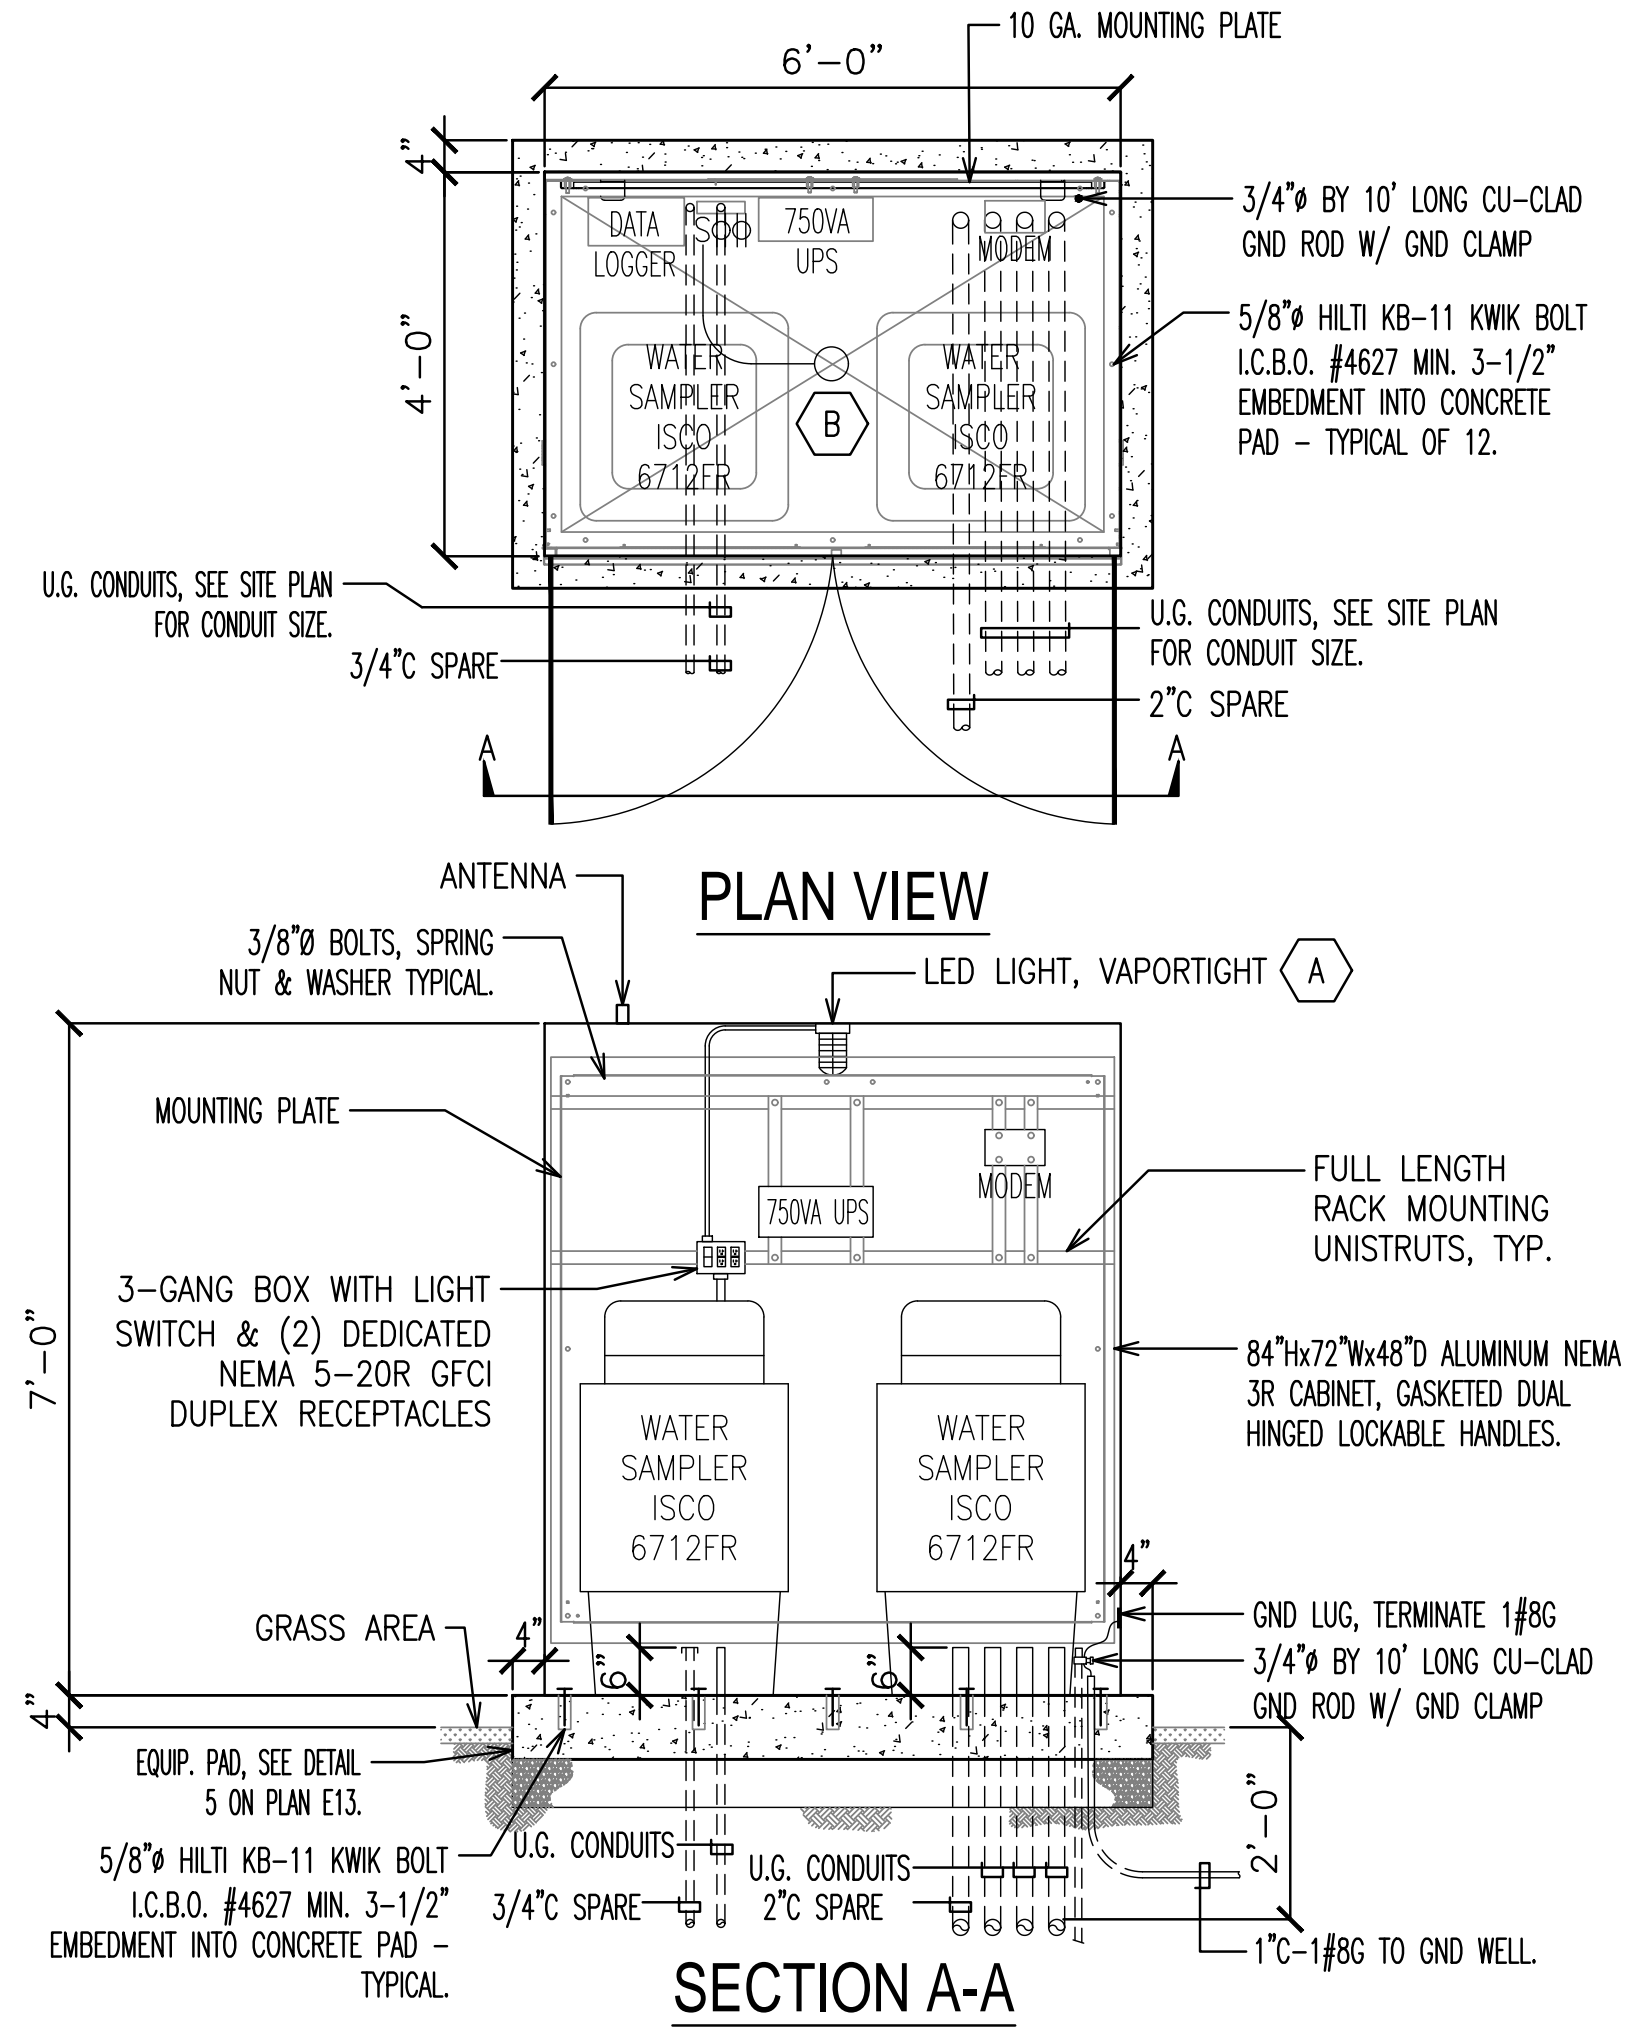 10 GA. MOUNTING PLATE
6'-0"
4"
4'-0"
DATA
LOGGER
S
750VA
UPS
MODEM
3/4"ø BY 10' LONG CU-CLAD
GND ROD W/ GND CLAMP
5/8"ø HILTI KB-11 KWIK BOLT
I.C.B.O. #4627 MIN. 3-1/2"
EMBEDMENT INTO CONCRETE
PAD - TYPICAL OF 12.
WATER
SAMPLER
ISCO
6712FR
B
WATER
SAMPLER
ISCO
6712FR
U.G. CONDUITS, SEE SITE PLAN
FOR CONDUIT SIZE.
3/4"C SPARE
U.G. CONDUITS, SEE SITE PLAN
FOR CONDUIT SIZE.
2"C SPARE
A
A
PLAN VIEW
ANTENNA
3/8"Ø BOLTS, SPRING
NUT & WASHER TYPICAL.
LED LIGHT, VAPORTIGHT
A
MOUNTING PLATE
750VA UPS
MODEM
FULL LENGTH
RACK MOUNTING
UNISTRUTS, TYP.
3-GANG BOX WITH LIGHT
SWITCH & (2) DEDICATED
NEMA 5-20R GFCI
DUPLEX RECEPTACLES
7'-0"
84"Hx72"Wx48"D ALUMINUM NEMA
3R CABINET, GASKETED DUAL
HINGED LOCKABLE HANDLES.
WATER
SAMPLER
ISCO
6712FR
WATER
SAMPLER
ISCO
6712FR
4"
GRASS AREA
4"
6"
6"
GND LUG, TERMINATE 1#8G
3/4"ø BY 10' LONG CU-CLAD
GND ROD W/ GND CLAMP
4"
EQUIP. PAD, SEE DETAIL
5 ON PLAN E13.
5/8"ø HILTI KB-11 KWIK BOLT
I.C.B.O. #4627 MIN. 3-1/2"
EMBEDMENT INTO CONCRETE PAD -
TYPICAL.
U.G. CONDUITS
3/4"C SPARE
U.G. CONDUITS
2"C SPARE
2'-0"
1"C-1#8G TO GND WELL.
SECTION A-A